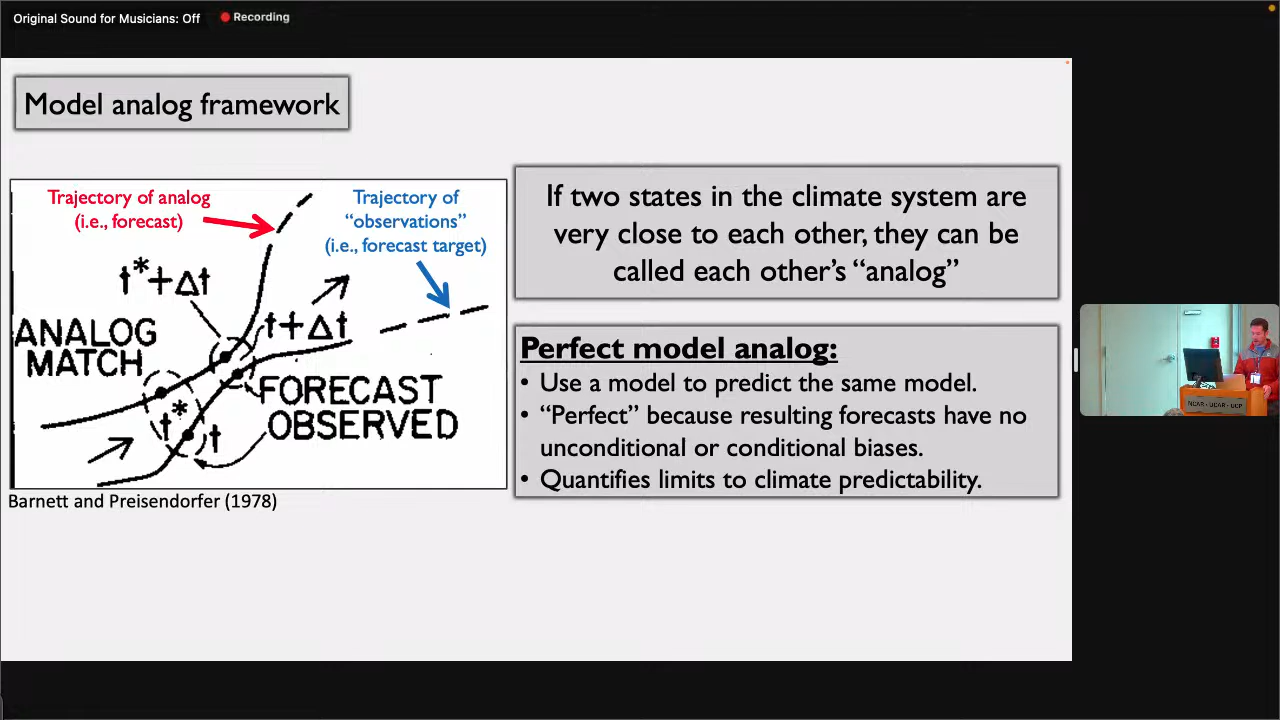 Original Sound for Musicians: Off
Recording
Model analog framework
Trajectory of analog
(i.e., forecast)
Trajectory of
“observations”
(i.e., forecast target)
t*+Δt
t+Δt
ANALOG
MATCH
t*
t
FORECAST
OBSERVED
Barnett and Preisendorfer (1978)
If two states in the climate system are
very close to each other, they can be
called each other’s “analog”
Perfect model analog:
• Use a model to predict the same model.
• “Perfect” because resulting forecasts have no
unconditional or conditional biases.
• Quantifies limits to climate predictability.
NCAR - UCAR - UCP